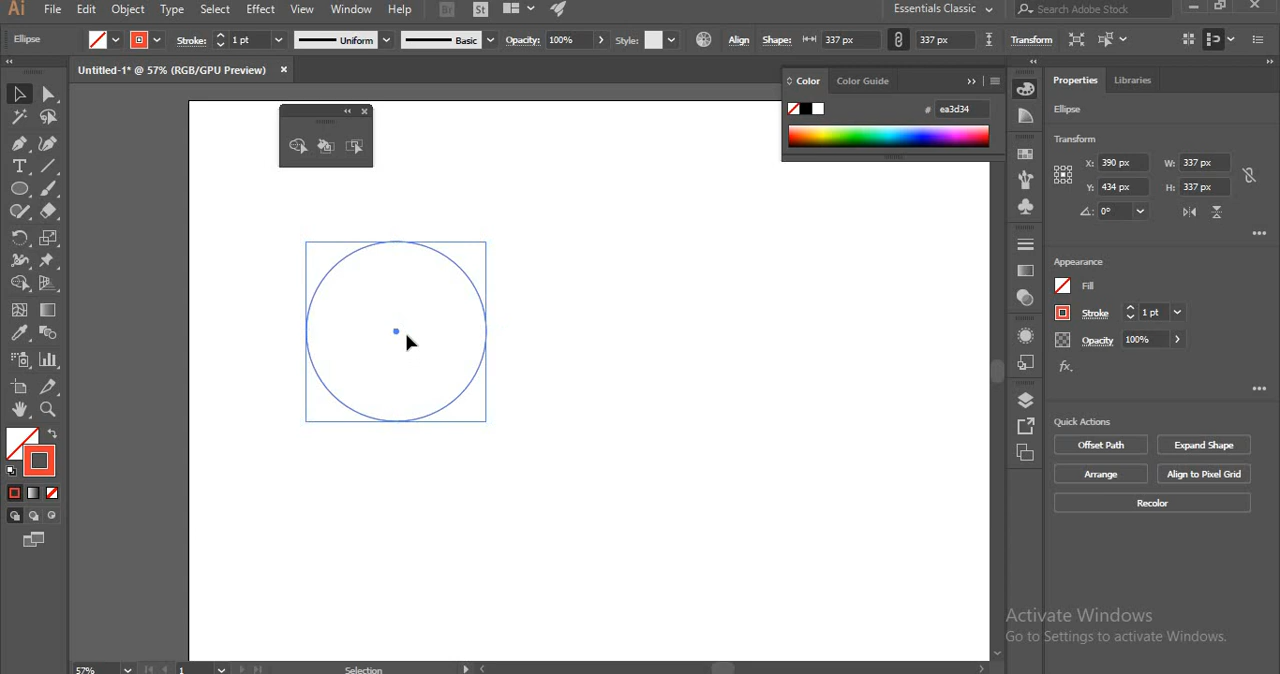 Ai File Edit Object Type Select Effect View Window Help Br St Essentials Classic Search Adobe Stock
Ellipse Stroke: 1 pt Uniform Basic Opacity: 100% Style: Align Shape: 337 px 337 px Transform
Untitled-1* @ 57% (RGB/GPU Preview)
Color Color Guide
# ea3d34
Properties Libraries
Ellipse
Transform
X: 390 px W: 337 px
Y: 434 px H: 337 px
0°
Appearance
Fill
Stroke 1 pt
Opacity 100%
fx.
Quick Actions
Offset Path Expand Shape
Arrange Align to Pixel Grid
Recolor
Activate Windows
Go to Settings to activate Windows.
57% 1 Selection